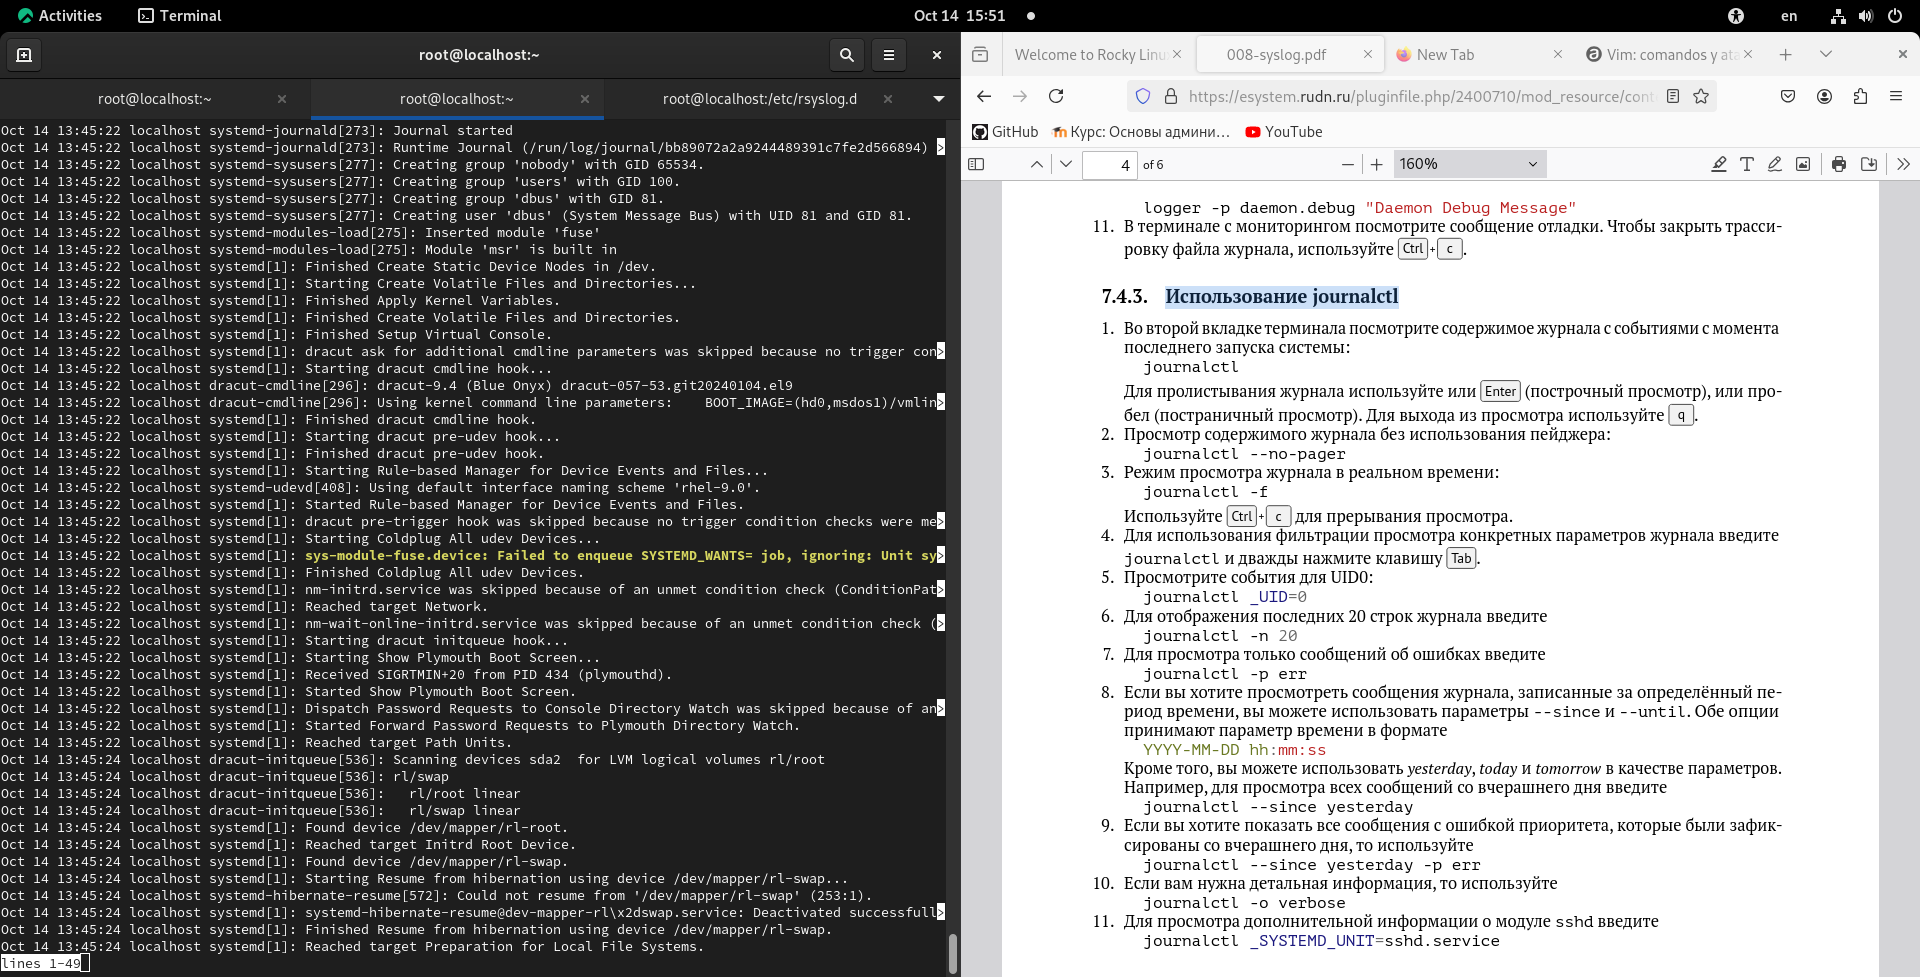 Activities
Terminal
Oct 14 15:51
en
root@localhost:~
root@localhost:~
root@localhost:~
root@localhost:/etc/rsyslog.d
Oct 14 13:45:22 localhost systemd-journald[273]: Journal started
Oct 14 13:45:22 localhost systemd-journald[273]: Runtime Journal (/run/log/journal/bb89072a2a9244489391c7fe2d566894) >
Oct 14 13:45:22 localhost systemd-sysusers[277]: Creating group 'nobody' with GID 65534.
Oct 14 13:45:22 localhost systemd-sysusers[277]: Creating group 'users' with GID 100.
Oct 14 13:45:22 localhost systemd-sysusers[277]: Creating group 'dbus' with GID 81.
Oct 14 13:45:22 localhost systemd-sysusers[277]: Creating user 'dbus' (System Message Bus) with UID 81 and GID 81.
Oct 14 13:45:22 localhost systemd-modules-load[275]: Inserted module 'fuse'
Oct 14 13:45:22 localhost systemd-modules-load[275]: Module 'msr' is built in
Oct 14 13:45:22 localhost systemd[1]: Finished Create Static Device Nodes in /dev.
Oct 14 13:45:22 localhost systemd[1]: Starting Create Volatile Files and Directories...
Oct 14 13:45:22 localhost systemd[1]: Finished Apply Kernel Variables.
Oct 14 13:45:22 localhost systemd[1]: Finished Create Volatile Files and Directories.
Oct 14 13:45:22 localhost systemd[1]: Finished Setup Virtual Console.
Oct 14 13:45:22 localhost systemd[1]: dracut ask for additional cmdline parameters was skipped because no trigger con>
Oct 14 13:45:22 localhost systemd[1]: Starting dracut cmdline hook...
Oct 14 13:45:22 localhost dracut-cmdline[296]: dracut-9.4 (Blue Onyx) dracut-057-53.git20240104.el9
Oct 14 13:45:22 localhost dracut-cmdline[296]: Using kernel command line parameters:    BOOT_IMAGE=(hd0,msdos1)/vmlin>
Oct 14 13:45:22 localhost systemd[1]: Finished dracut cmdline hook.
Oct 14 13:45:22 localhost systemd[1]: Starting dracut pre-udev hook...
Oct 14 13:45:22 localhost systemd[1]: Finished dracut pre-udev hook.
Oct 14 13:45:22 localhost systemd[1]: Starting Rule-based Manager for Device Events and Files...
Oct 14 13:45:22 localhost systemd-udevd[408]: Using default interface naming scheme 'rhel-9.0'.
Oct 14 13:45:22 localhost systemd[1]: Started Rule-based Manager for Device Events and Files.
Oct 14 13:45:22 localhost systemd[1]: dracut pre-trigger hook was skipped because no trigger condition checks were me>
Oct 14 13:45:22 localhost systemd[1]: Starting Coldplug All udev Devices...
Oct 14 13:45:22 localhost systemd[1]: sys-module-fuse.device: Failed to enqueue SYSTEMD_WANTS= job, ignoring: Unit sy>
Oct 14 13:45:22 localhost systemd[1]: Finished Coldplug All udev Devices.
Oct 14 13:45:22 localhost systemd[1]: nm-initrd.service was skipped because of an unmet condition check (ConditionPat>
Oct 14 13:45:22 localhost systemd[1]: Reached target Network.
Oct 14 13:45:22 localhost systemd[1]: nm-wait-online-initrd.service was skipped because of an unmet condition check (>
Oct 14 13:45:22 localhost systemd[1]: Starting dracut initqueue hook...
Oct 14 13:45:22 localhost systemd[1]: Starting Show Plymouth Boot Screen...
Oct 14 13:45:22 localhost systemd[1]: Received SIGRTMIN+20 from PID 434 (plymouthd).
Oct 14 13:45:22 localhost systemd[1]: Started Show Plymouth Boot Screen.
Oct 14 13:45:22 localhost systemd[1]: Dispatch Password Requests to Console Directory Watch was skipped because of an>
Oct 14 13:45:22 localhost systemd[1]: Started Forward Password Requests to Plymouth Directory Watch.
Oct 14 13:45:22 localhost systemd[1]: Reached target Path Units.
Oct 14 13:45:24 localhost dracut-initqueue[536]: Scanning devices sda2  for LVM logical volumes rl/root
Oct 14 13:45:24 localhost dracut-initqueue[536]: rl/swap
Oct 14 13:45:24 localhost dracut-initqueue[536]:   rl/root linear
Oct 14 13:45:24 localhost dracut-initqueue[536]:   rl/swap linear
Oct 14 13:45:24 localhost systemd[1]: Found device /dev/mapper/rl-root.
Oct 14 13:45:24 localhost systemd[1]: Reached target Initrd Root Device.
Oct 14 13:45:24 localhost systemd[1]: Found device /dev/mapper/rl-swap.
Oct 14 13:45:24 localhost systemd[1]: Starting Resume from hibernation using device /dev/mapper/rl-swap...
Oct 14 13:45:24 localhost systemd-hibernate-resume[572]: Could not resume from '/dev/mapper/rl-swap' (253:1).
Oct 14 13:45:24 localhost systemd[1]: systemd-hibernate-resume@dev-mapper-rl\x2dswap.service: Deactivated successfull>
Oct 14 13:45:24 localhost systemd[1]: Finished Resume from hibernation using device /dev/mapper/rl-swap.
Oct 14 13:45:24 localhost systemd[1]: Reached target Preparation for Local File Systems.
lines 1-49
Welcome to Rocky Linu
008-syslog.pdf
New Tab
Vim: comandos y ata
https://esystem.rudn.ru/pluginfile.php/2400710/mod_resource/cont
GitHub
Курс: Основы админи…
YouTube
4 of 6
160%
logger -p daemon.debug "Daemon Debug Message"
11. В терминале с мониторингом посмотрите сообщение отладки. Чтобы закрыть трасси-
ровку файла журнала, используйте Ctrl + c .
7.4.3. Использование journalctl
1. Во второй вкладке терминала посмотрите содержимое журнала с событиями с момента
последнего запуска системы:
journalctl
Для пролистывания журнала используйте или Enter (построчный просмотр), или про-
бел (постраничный просмотр). Для выхода из просмотра используйте q .
2. Просмотр содержимого журнала без использования пейджера:
journalctl --no-pager
3. Режим просмотра журнала в реальном времени:
journalctl -f
Используйте Ctrl + c для прерывания просмотра.
4. Для использования фильтрации просмотра конкретных параметров журнала введите
journalctl и дважды нажмите клавишу Tab .
5. Просмотрите события для UID0:
journalctl _UID=0
6. Для отображения последних 20 строк журнала введите
journalctl -n 20
7. Для просмотра только сообщений об ошибках введите
journalctl -p err
8. Если вы хотите просмотреть сообщения журнала, записанные за определённый пе-
риод времени, вы можете использовать параметры --since и --until. Обе опции
принимают параметр времени в формате
YYYY-MM-DD hh:mm:ss
Кроме того, вы можете использовать yesterday, today и tomorrow в качестве параметров.
Например, для просмотра всех сообщений со вчерашнего дня введите
journalctl --since yesterday
9. Если вы хотите показать все сообщения с ошибкой приоритета, которые были зафик-
сированы со вчерашнего дня, то используйте
journalctl --since yesterday -p err
10. Если вам нужна детальная информация, то используйте
journalctl -o verbose
11. Для просмотра дополнительной информации о модуле sshd введите
journalctl _SYSTEMD_UNIT=sshd.service